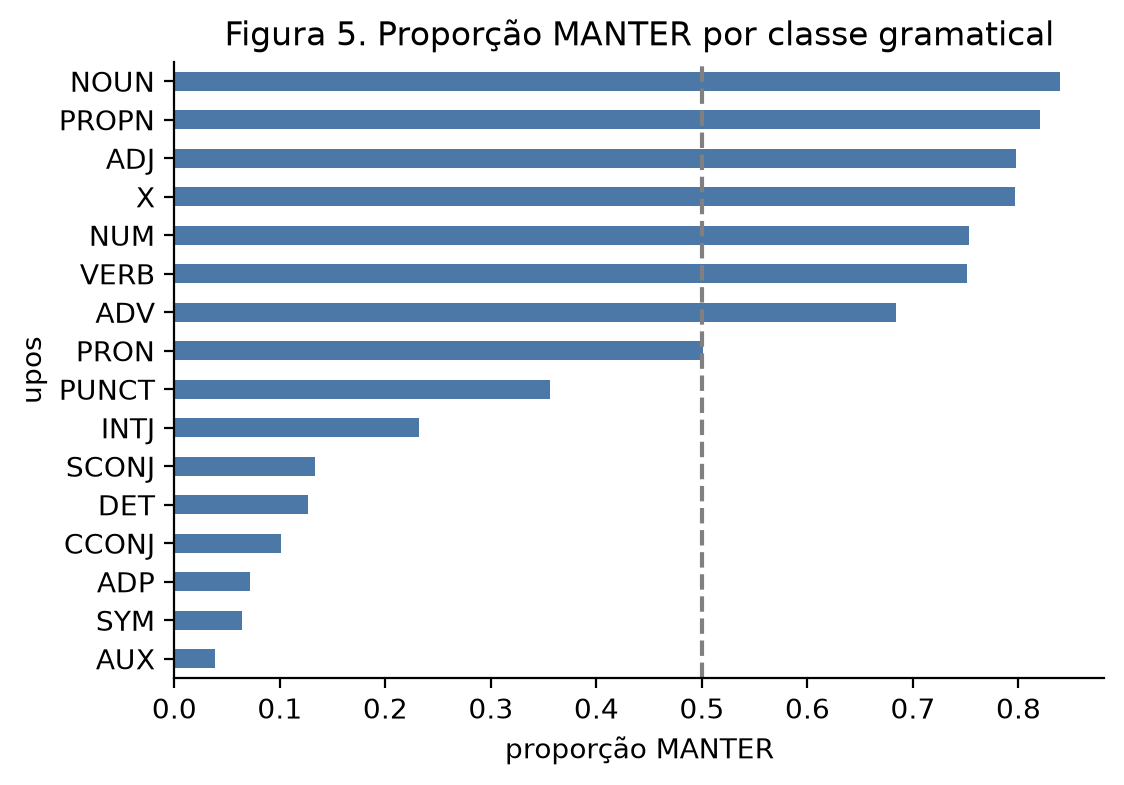 Figura 5. Proporção MANTER por classe gramatical
NOUN
PROPN
ADJ
X
NUM
VERB
ADV
PRON
PUNCT
INTJ
SCONJ
DET
CCONJ
ADP
SYM
AUX
upos
0.0 0.1 0.2 0.3 0.4 0.5 0.6 0.7 0.8
proporção MANTER